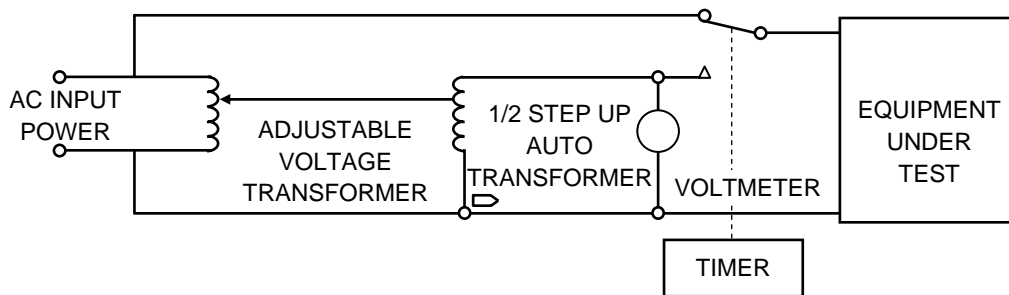 AC INPUT
POWER
ADJUSTABLE
VOLTAGE
TRANSFORMER
1/2 STEP UP
AUTO
TRANSFORMER
VOLTMETER
EQUIPMENT
UNDER
TEST
TIMER